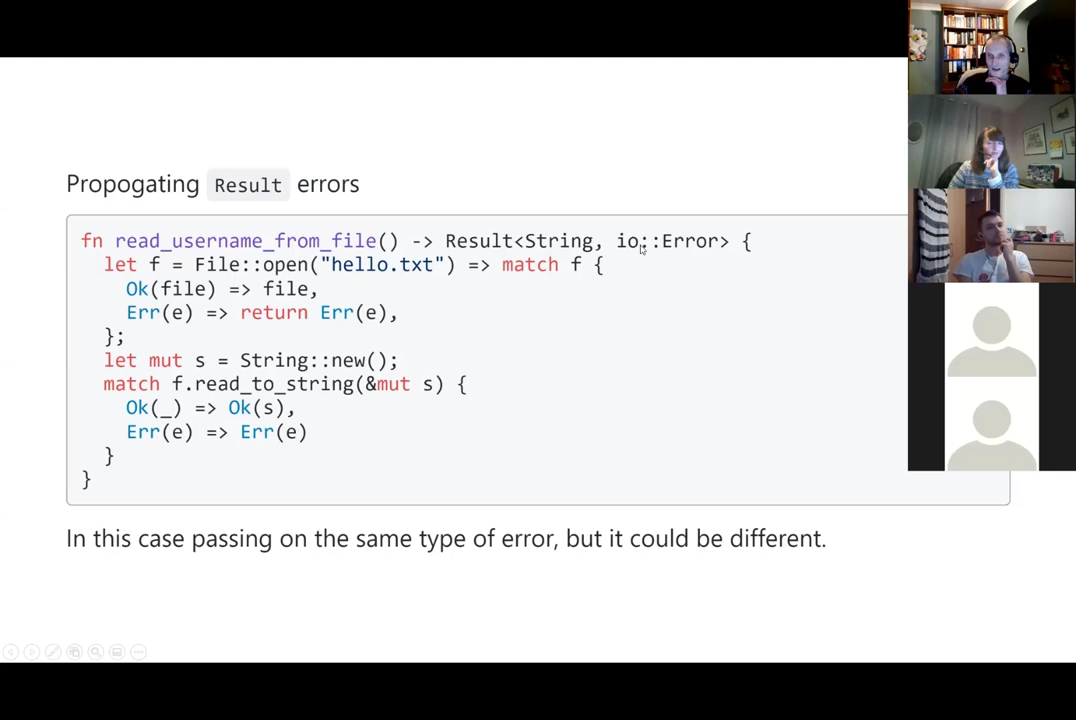 Propogating Result errors
fn read_username_from_file() -> Result<String, io::Error> {
let f = File::open("hello.txt") => match f {
Ok(file) => file,
Err(e) => return Err(e),
};
let mut s = String::new();
match f.read_to_string(&mut s) {
Ok(_) => Ok(s),
Err(e) => Err(e)
}
}
In this case passing on the same type of error, but it could be different.